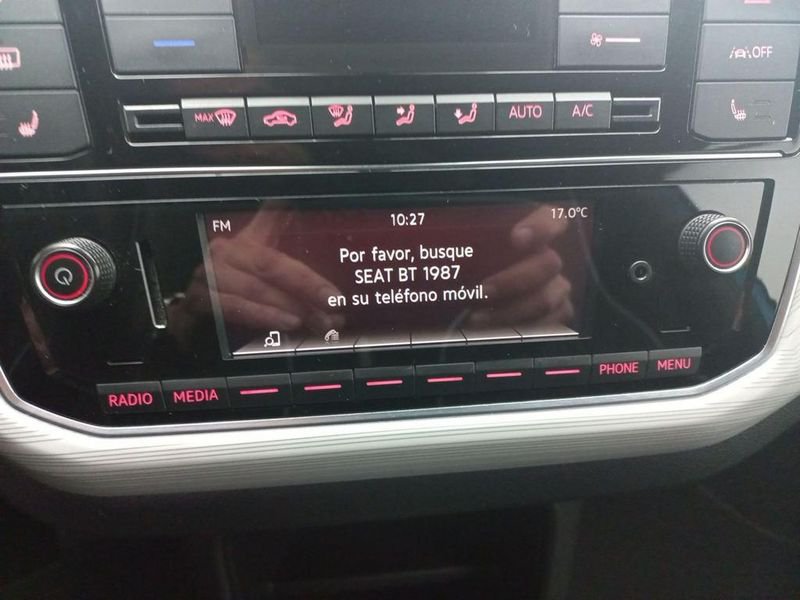 OFF
MAX
AUTO
A/C
FM
10:27
17.0°C
Por favor, busque
SEAT BT 1987
en su teléfono móvil.
RADIO
MEDIA
PHONE
MENU